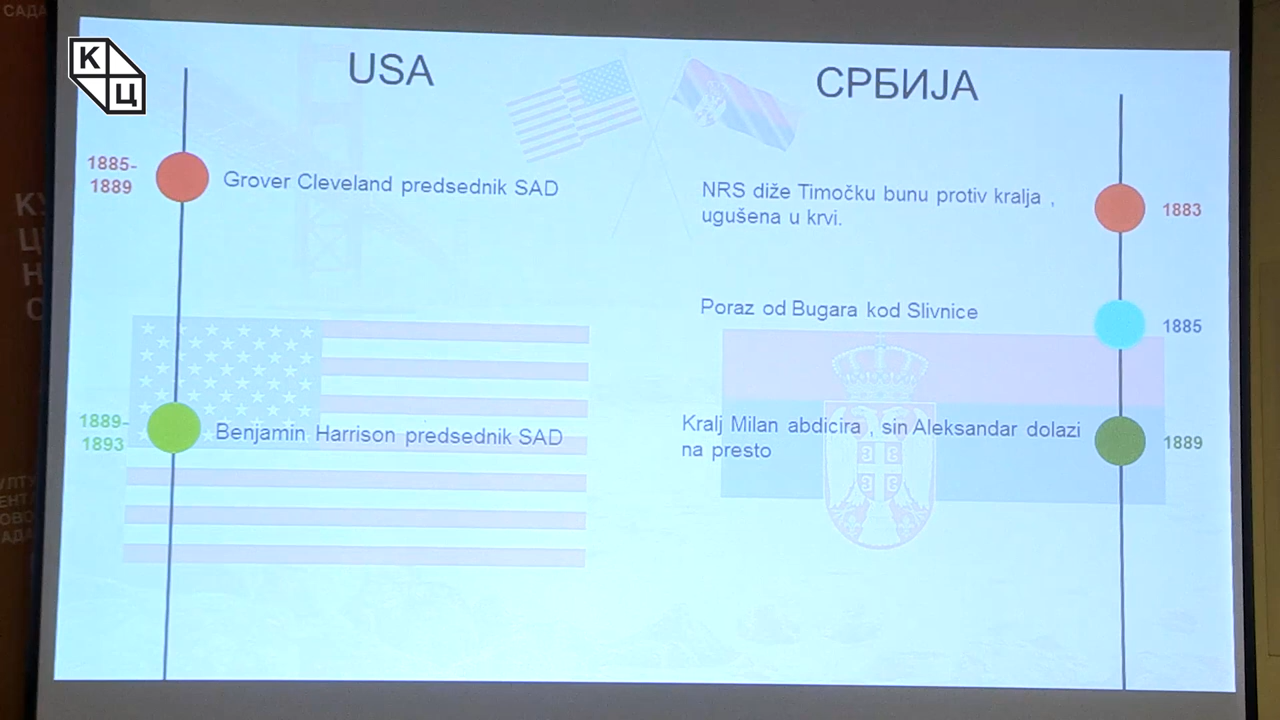 К
Ц
USA
1885-
1889
Grover Cleveland predsednik SAD
1889-
1893
Benjamin Harrison predsednik SAD
СРБИЈА
NRS diže Timočku bunu protiv kralja ,
ugušena u krvi.
1883
Poraz od Bugara kod Slivnice
1885
Kralj Milan abdicira , sin Aleksandar dolazi
na presto
1889